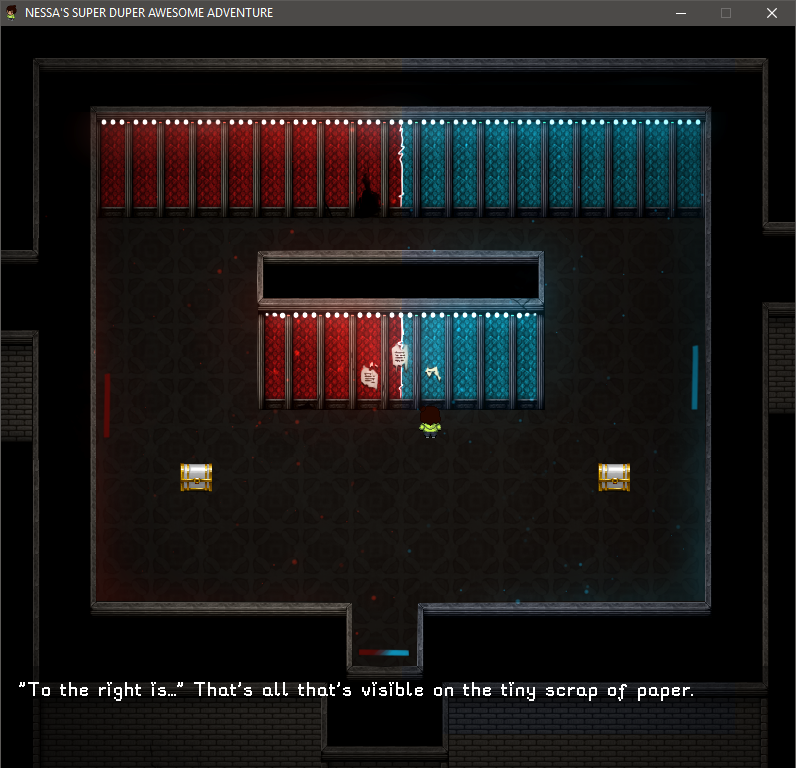 NESSA'S SUPER DUPER AWESOME ADVENTURE
"To the right is…" That's all that's visible on the tiny scrap of paper.